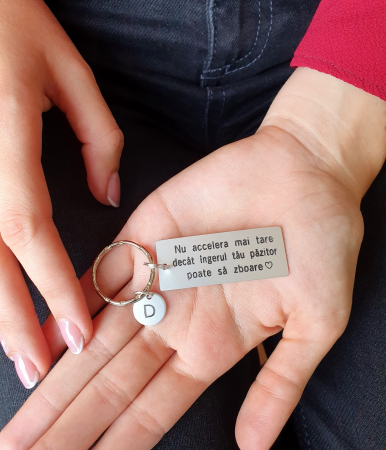 Nu accelera mai tare
decât îngerul tău păzitor
poate să zboare♡
D